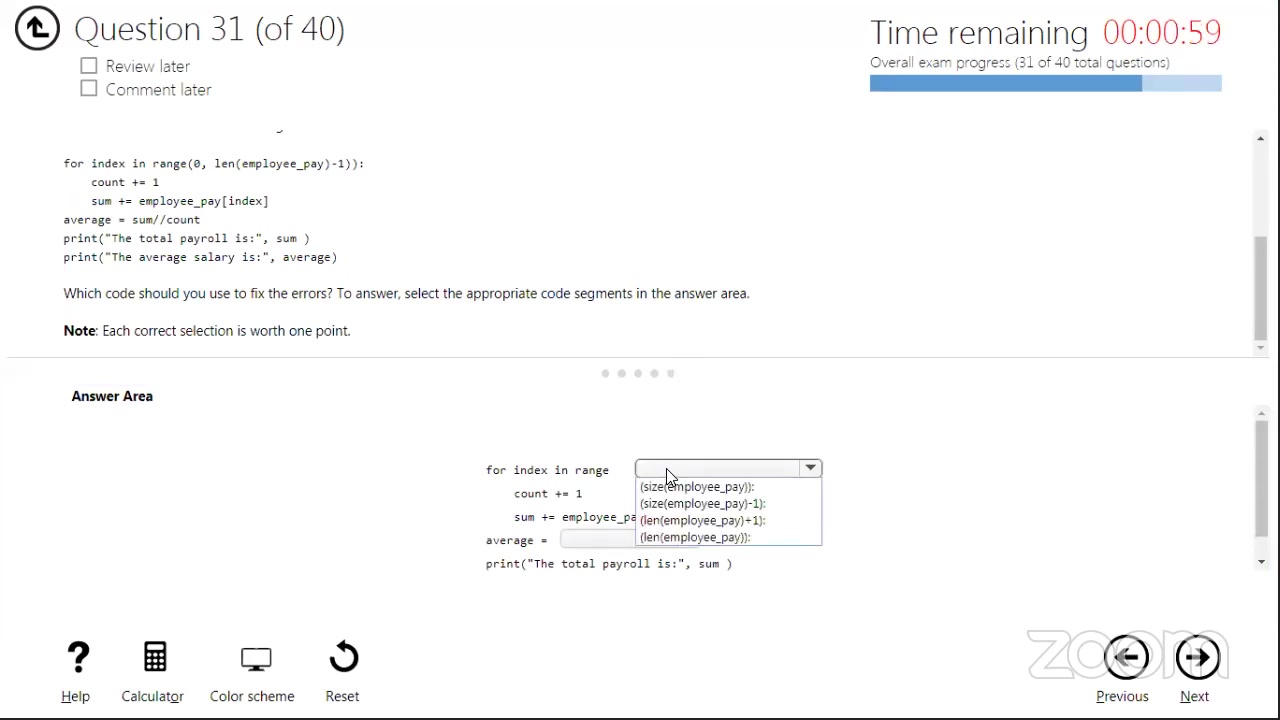 Question 31 (of 40)
Time remaining 00:00:59
Review later
Overall exam progress (31 of 40 total questions)
Comment later
for index in range(0, len(employee_pay)-1)):
count += 1
sum += employee_pay[index]
average = sum//count
print("The total payroll is:", sum )
print("The average salary is:", average)
Which code should you use to fix the errors? To answer, select the appropriate code segments in the answer area.
Note: Each correct selection is worth one point.
Answer Area
for index in range
(size(employee_pay)):
count += 1
(size(employee_pay)-1):
sum += employee_pa
(len(employee_pay)+1):
average =
(len(employee_pay)):
print("The total payroll is:", sum )
zoom
?
Help
Calculator
Color scheme
Reset
Previous
Next